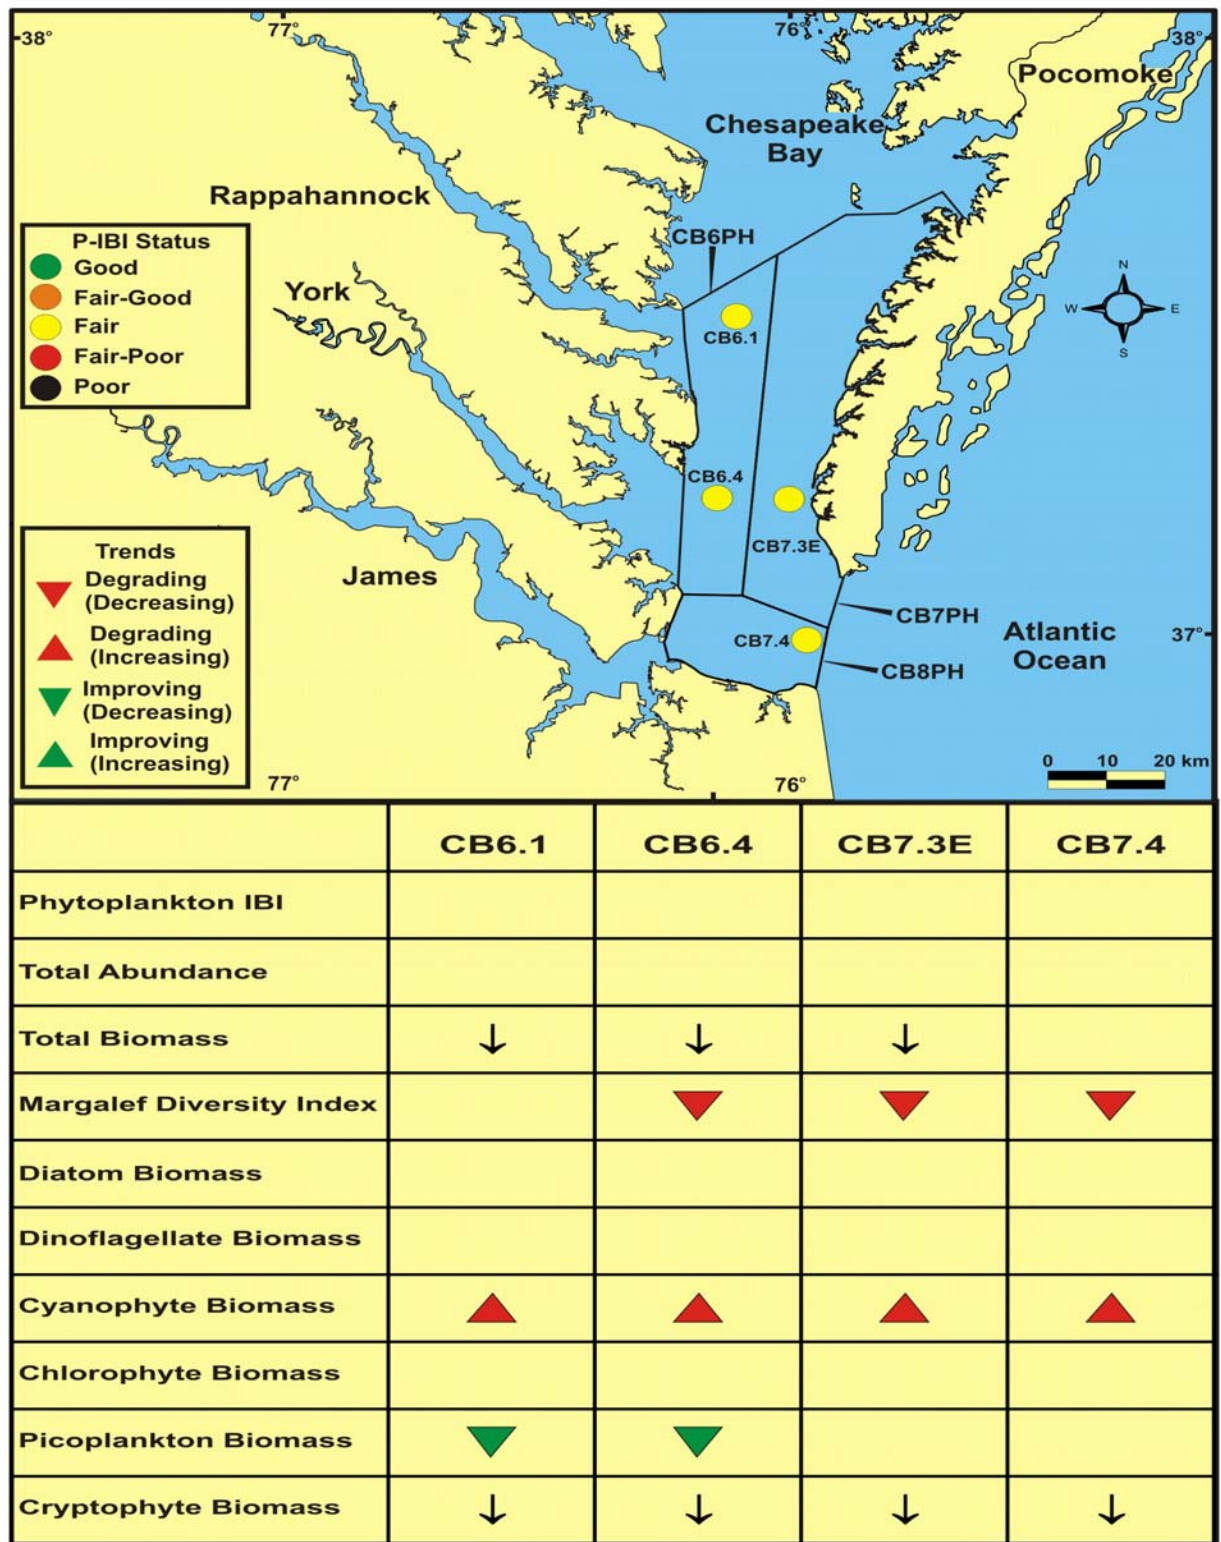 77°
76°
38°
38°
Pocomoke
Chesapeake
Bay
Rappahannock
CB6PH
P-IBI Status
Good
Fair-Good
Fair
Fair-Poor
Poor
York
N
W
E
S
CB6.1
CB6.4
CB7.3E
Trends
Degrading
(Decreasing)
Degrading
(Increasing)
Improving
(Decreasing)
Improving
(Increasing)
James
CB7PH
CB7.4
CB8PH
Atlantic
Ocean
37°
77°
76°
0 10 20 km
CB6.1 CB6.4 CB7.3E CB7.4
Phytoplankton IBI
Total Abundance
Total Biomass ↓ ↓ ↓
Margalef Diversity Index
Diatom Biomass
Dinoflagellate Biomass
Cyanophyte Biomass
Chlorophyte Biomass
Picoplankton Biomass
Cryptophyte Biomass ↓ ↓ ↓ ↓